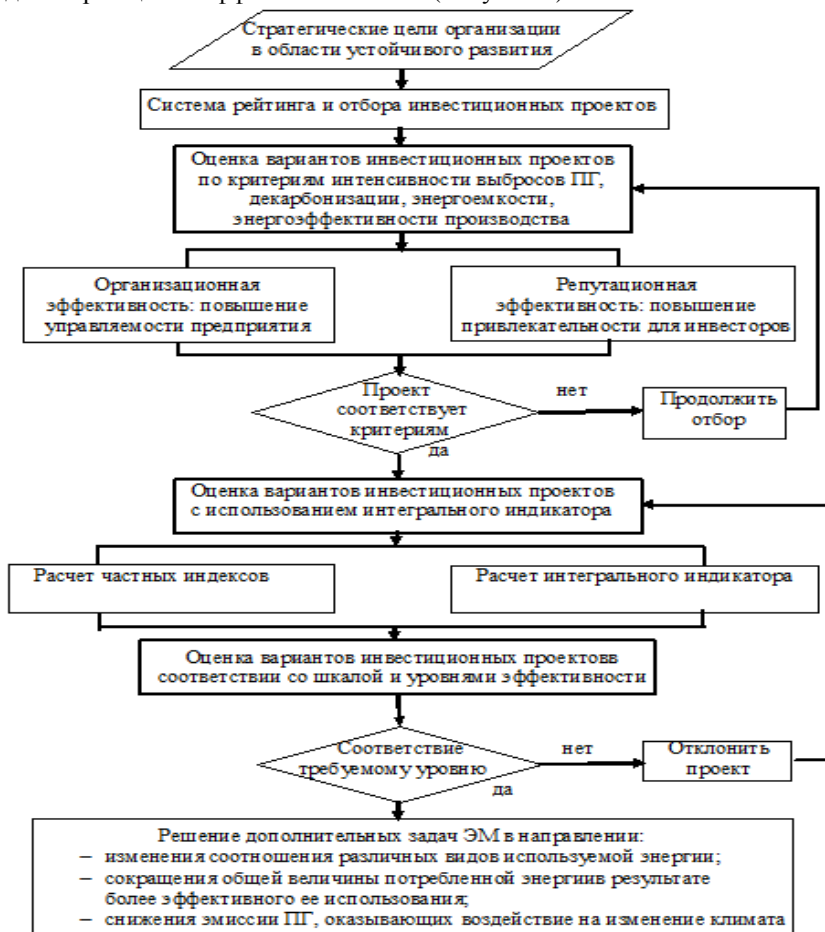 Стратегические цели организации
в области устойчивого развития
Система рейтинга и отбора инвестиционных проектов
Оценка вариантов инвестиционных проектов
по критериям интенсивности выбросов ПГ,
декарбонизации, энергоемкости,
энергоэффективности производства
Организационная
эффективность: повышение
управляемости предприятия
Репутационная
эффективность: повышение
привлекательности для инвесторов
Проект
соответствует
критериям
нет
Продолжить
отбор
да
Оценка вариантов инвестиционных проектов
с использованием интегрального индикатора
Расчет частных индексов
Расчет интегрального индикатора
Оценка вариантов инвестиционных проектовв
соответствии со шкалой и уровнями эффективности
Соответствие
требуемому уровню
нет
Отклонить
проект
да
Решение дополнительных задач ЭМ в направлении:
– изменения соотношения различных видов используемой энергии;
– сокращения общей величины потребленной энергиив результате
более эффективного ее использования;
– снижения эмиссии ПГ, оказывающих воздействие на изменение климата